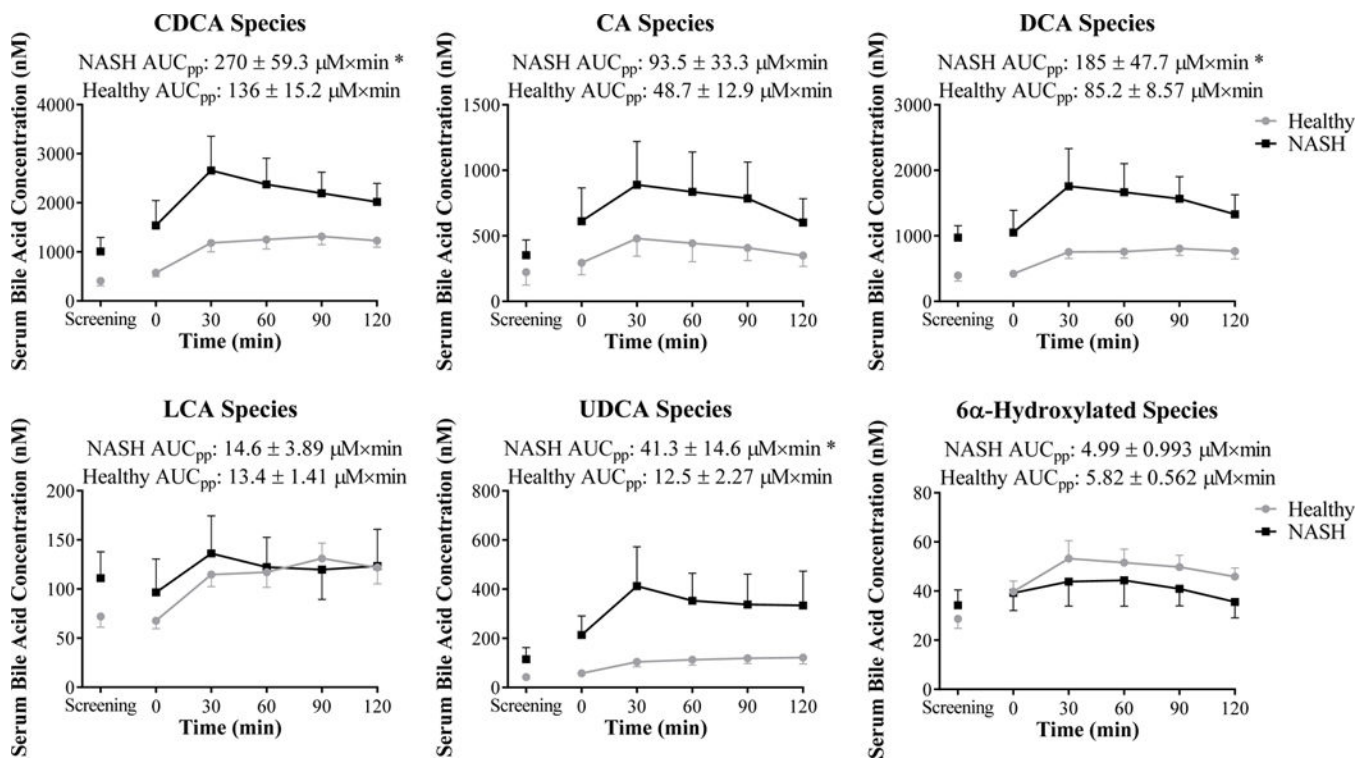 CDCA Species
NASH AUCpp: 270 ± 59.3 μM×min *
Healthy AUCpp: 136 ± 15.2 μM×min
Serum Bile Acid Concentration (nM)
4000
3000
2000
1000
0
Screening 0 30 60 90 120
Time (min)
CA Species
NASH AUCpp: 93.5 ± 33.3 μM×min
Healthy AUCpp: 48.7 ± 12.9 μM×min
Serum Bile Acid Concentration (nM)
1500
1000
500
0
Screening 0 30 60 90 120
Time (min)
DCA Species
NASH AUCpp: 185 ± 47.7 μM×min *
Healthy AUCpp: 85.2 ± 8.57 μM×min
Serum Bile Acid Concentration (nM)
3000
2000
1000
0
Screening 0 30 60 90 120
Time (min)
Healthy
NASH
LCA Species
NASH AUCpp: 14.6 ± 3.89 μM×min
Healthy AUCpp: 13.4 ± 1.41 μM×min
Serum Bile Acid Concentration (nM)
200
150
100
50
0
Screening 0 30 60 90 120
Time (min)
UDCA Species
NASH AUCpp: 41.3 ± 14.6 μM×min *
Healthy AUCpp: 12.5 ± 2.27 μM×min
Serum Bile Acid Concentration (nM)
800
600
400
200
0
Screening 0 30 60 90 120
Time (min)
6α-Hydroxylated Species
NASH AUCpp: 4.99 ± 0.993 μM×min
Healthy AUCpp: 5.82 ± 0.562 μM×min
Serum Bile Acid Concentration (nM)
80
60
40
20
0
Screening 0 30 60 90 120
Time (min)
Healthy
NASH